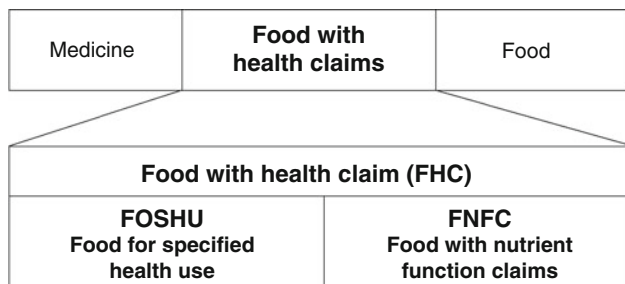 Medicine
Food with
health claims
Food
Food with health claim (FHC)
FOSHU
Food for specified
health use
FNFC
Food with nutrient
function claims